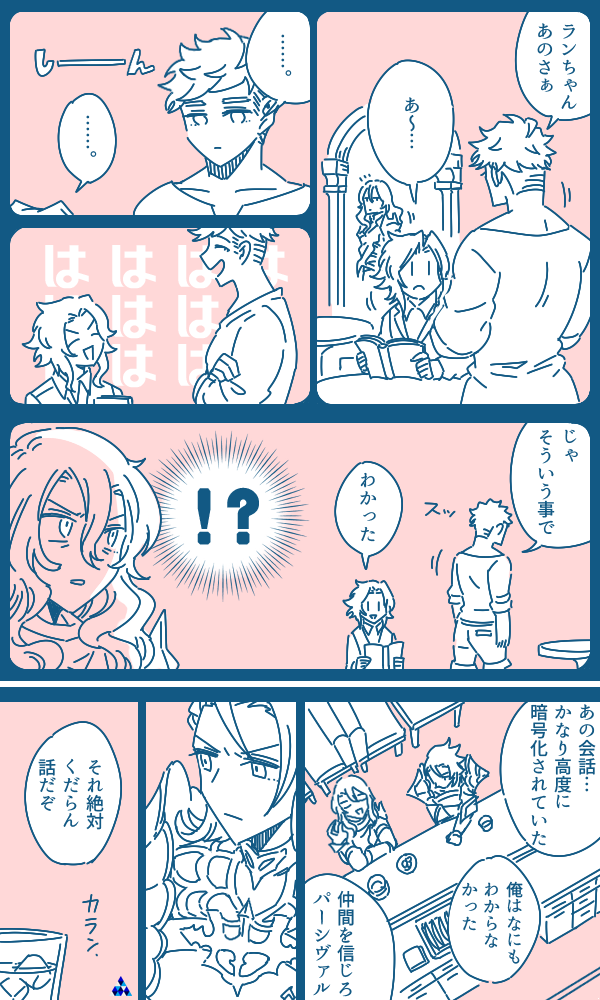 ランちゃん
あのさぁ
あ〜…
……。
しーーん
……。
は は は は
は は は
は は は
じゃ
そういう事で
スッ
わかった
!?
あの会話…
かなり高度に
暗号化されていた
俺はなにも
わからな
かった
仲間を信じろ
パーシヴァル
それ絶対
くだらん
話だぞ
カラン、